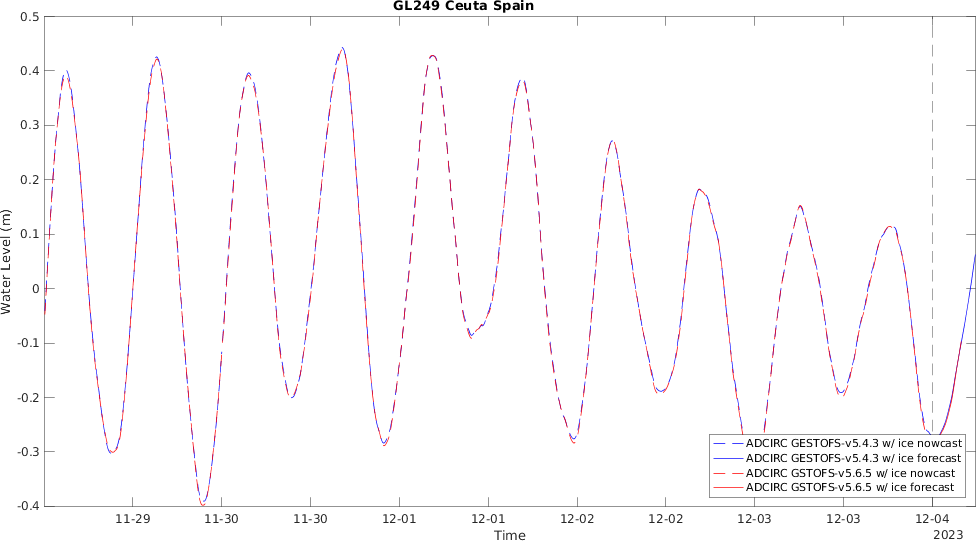 GL249 Ceuta Spain
0.5
0.4
0.3
0.2
0.1
0
-0.1
-0.2
-0.3
-0.4
Water Level (m)
ADCIRC GESTOFS-v5.4.3 w/ ice nowcast
ADCIRC GESTOFS-v5.4.3 w/ ice forecast
ADCIRC GSTOFS-v5.6.5 w/ ice nowcast
ADCIRC GSTOFS-v5.6.5 w/ ice forecast
11-29 11-30 11-30 12-01 12-01 12-02 12-02 12-03 12-03 12-04
Time
2023